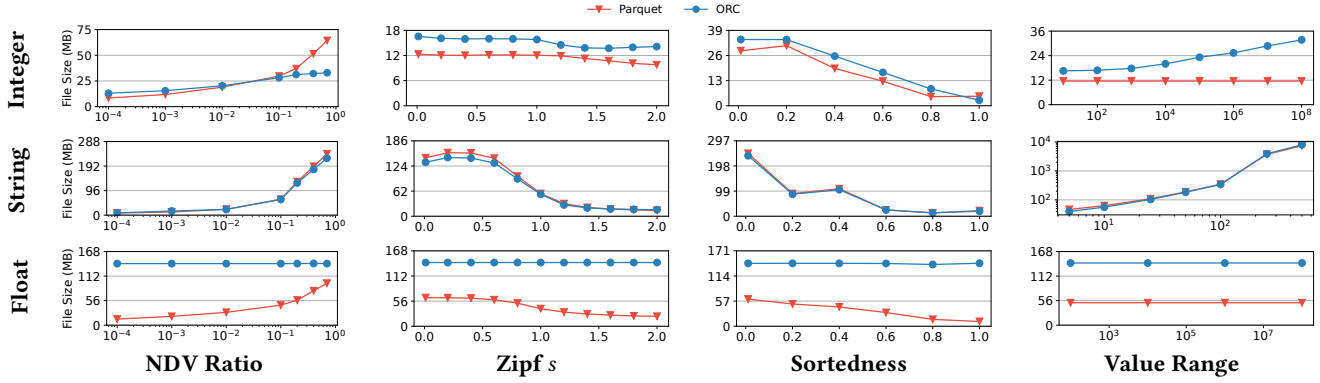 Parquet ORC
Integer
File Size (MB)
75
50
25
0
10⁻⁴ 10⁻³ 10⁻² 10⁻¹ 10⁰
18
12
6
0
0.0 0.5 1.0 1.5 2.0
39
26
13
0
0.0 0.2 0.4 0.6 0.8 1.0
36
24
12
0
10² 10⁴ 10⁶ 10⁸
String
File Size (MB)
288
192
96
0
10⁻⁴ 10⁻³ 10⁻² 10⁻¹ 10⁰
186
124
62
0
0.0 0.5 1.0 1.5 2.0
297
198
99
0
0.0 0.2 0.4 0.6 0.8 1.0
10⁴
10³
10²
10¹ 10²
Float
File Size (MB)
168
112
56
0
10⁻⁴ 10⁻³ 10⁻² 10⁻¹ 10⁰
168
112
56
0
0.0 0.5 1.0 1.5 2.0
171
114
57
0
0.0 0.2 0.4 0.6 0.8 1.0
168
112
56
0
10³ 10⁵ 10⁷
NDV Ratio Zipf s Sortedness Value Range